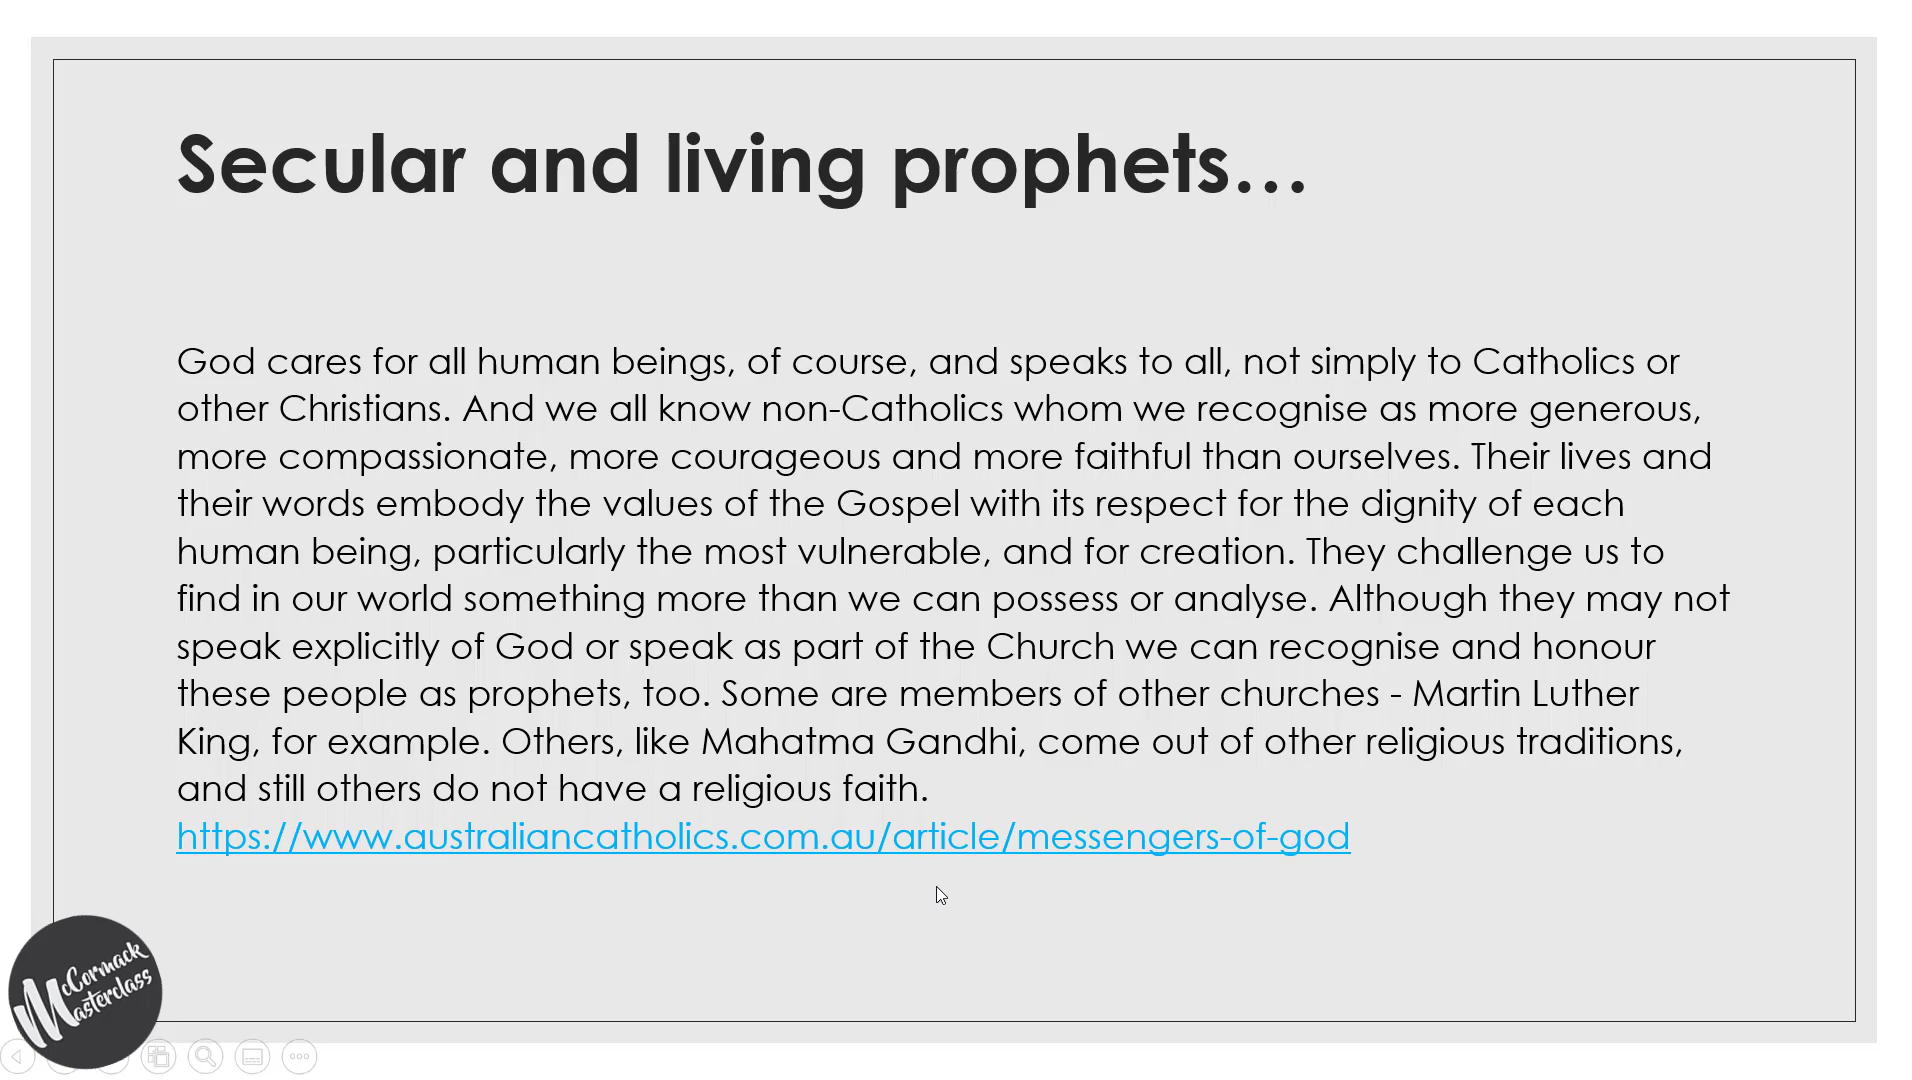 Secular and living prophets…
God cares for all human beings, of course, and speaks to all, not simply to Catholics or
other Christians. And we all know non-Catholics whom we recognise as more generous,
more compassionate, more courageous and more faithful than ourselves. Their lives and
their words embody the values of the Gospel with its respect for the dignity of each
human being, particularly the most vulnerable, and for creation. They challenge us to
find in our world something more than we can possess or analyse. Although they may not
speak explicitly of God or speak as part of the Church we can recognise and honour
these people as prophets, too. Some are members of other churches - Martin Luther
King, for example. Others, like Mahatma Gandhi, come out of other religious traditions,
and still others do not have a religious faith.
https://www.australiancatholics.com.au/article/messengers-of-god
McCormack
Masterclass